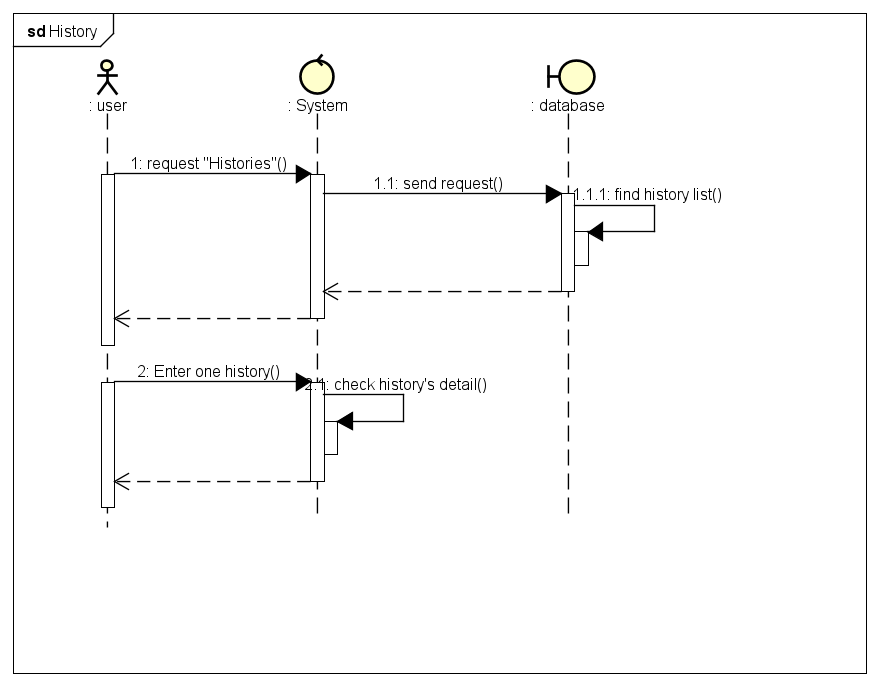 sd History
: user
: System
: database
1: request "Histories"()
1.1: send request()
1.1.1: find history list()
2: Enter one history()
2.1: check history's detail()